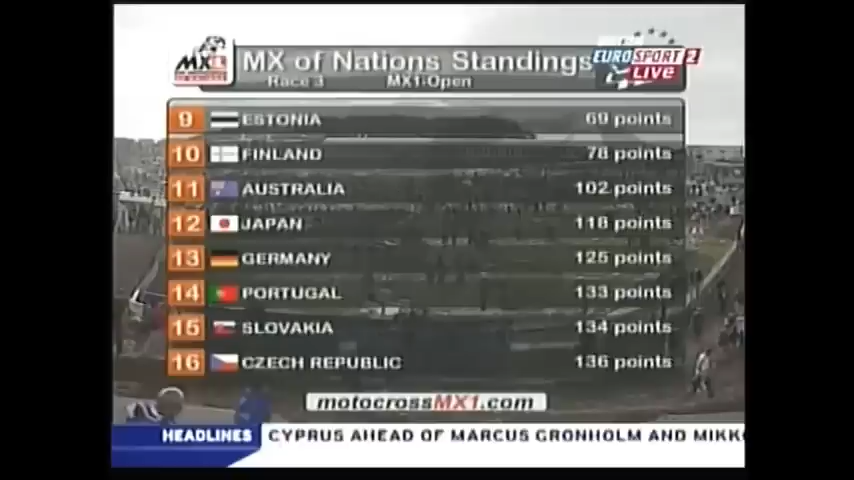 MX of Nations Standings
Race 3 MX1-Open
EUROSPORT 2
LIVE
MX1
9 ESTONIA 69 points
10 FINLAND 78 points
11 AUSTRALIA 102 points
12 JAPAN 118 points
13 GERMANY 125 points
14 PORTUGAL 133 points
15 SLOVAKIA 134 points
16 CZECH REPUBLIC 136 points
motocrossMX1.com
HEADLINES CYPRUS AHEAD OF MARCUS GRONHOLM AND MIKK